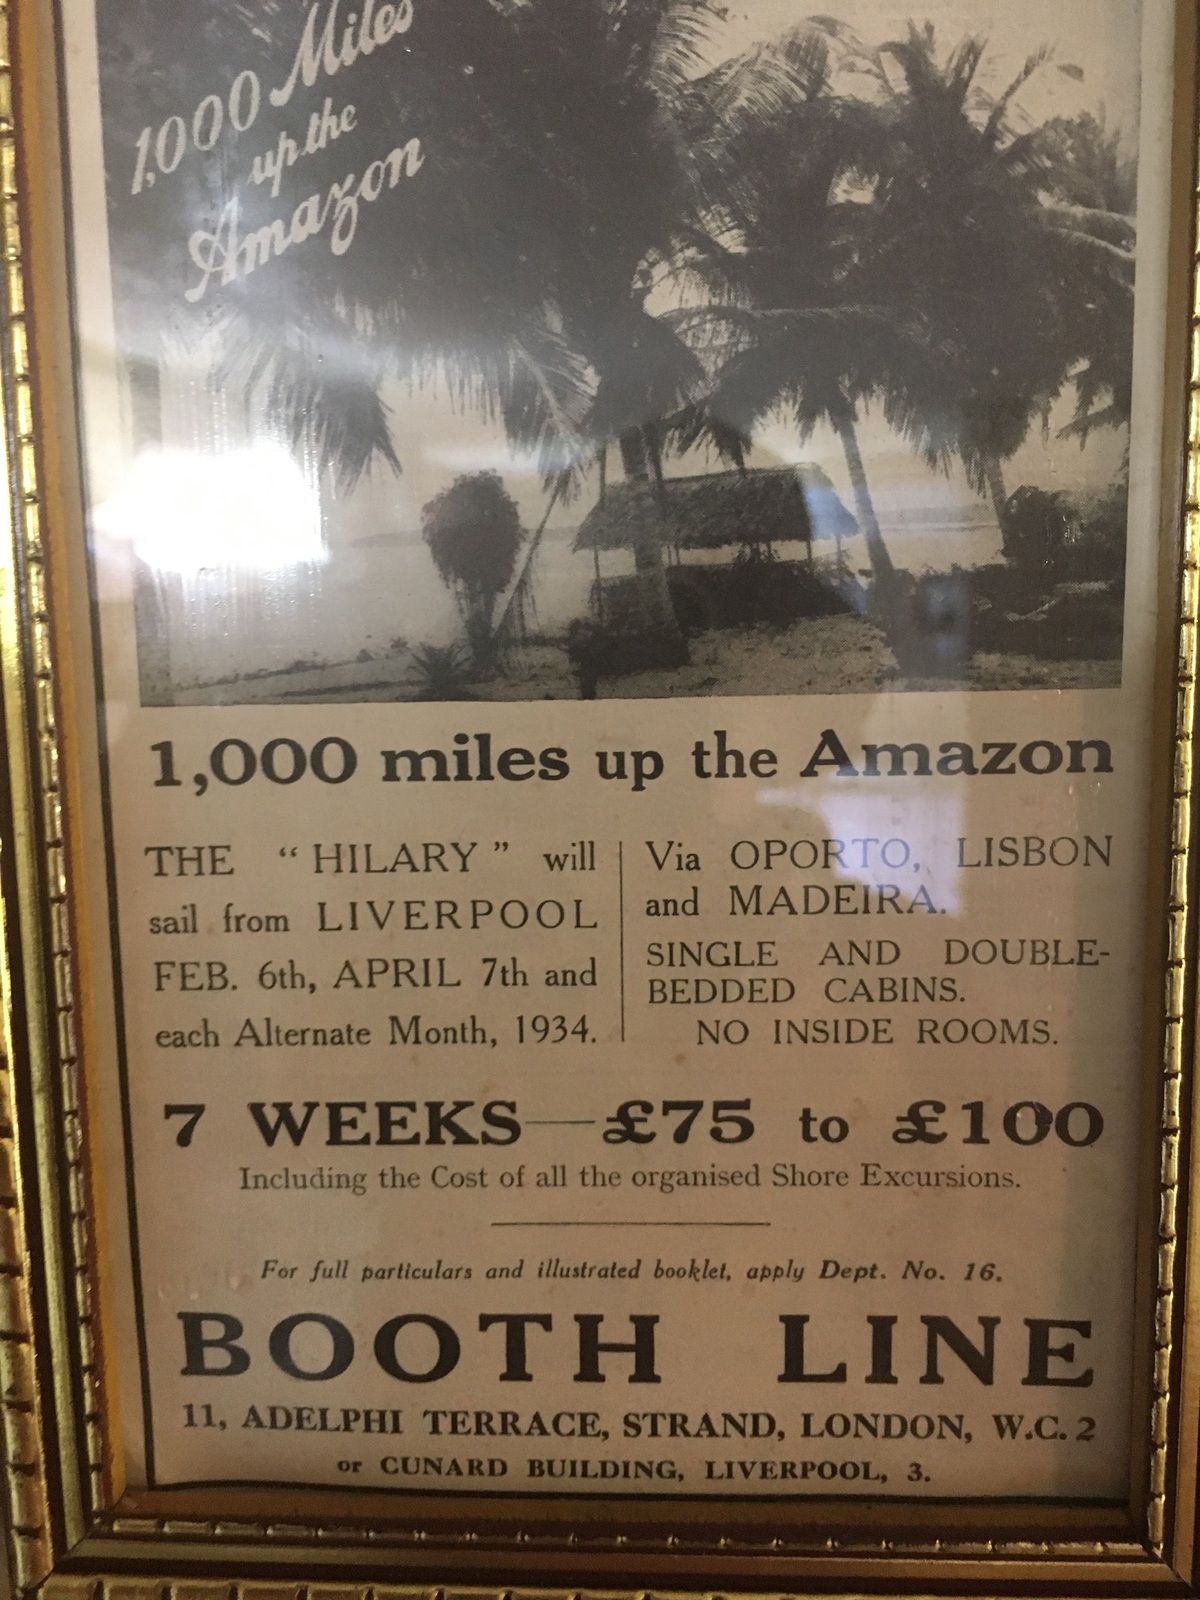 1,000 Miles
up the
Amazon
1,000 miles up the Amazon
THE "HILARY" will
sail from LIVERPOOL
FEB. 6th, APRIL 7th and
each Alternate Month, 1934.
Via OPORTO, LISBON
and MADEIRA.
SINGLE AND DOUBLE-
BEDDED CABINS.
NO INSIDE ROOMS.
7 WEEKS—£75 to £100
Including the Cost of all the organised Shore Excursions.
For full particulars and illustrated booklet, apply Dept. No. 16.
BOOTH LINE
11, ADELPHI TERRACE, STRAND, LONDON, W.C. 2
or CUNARD BUILDING, LIVERPOOL, 3.